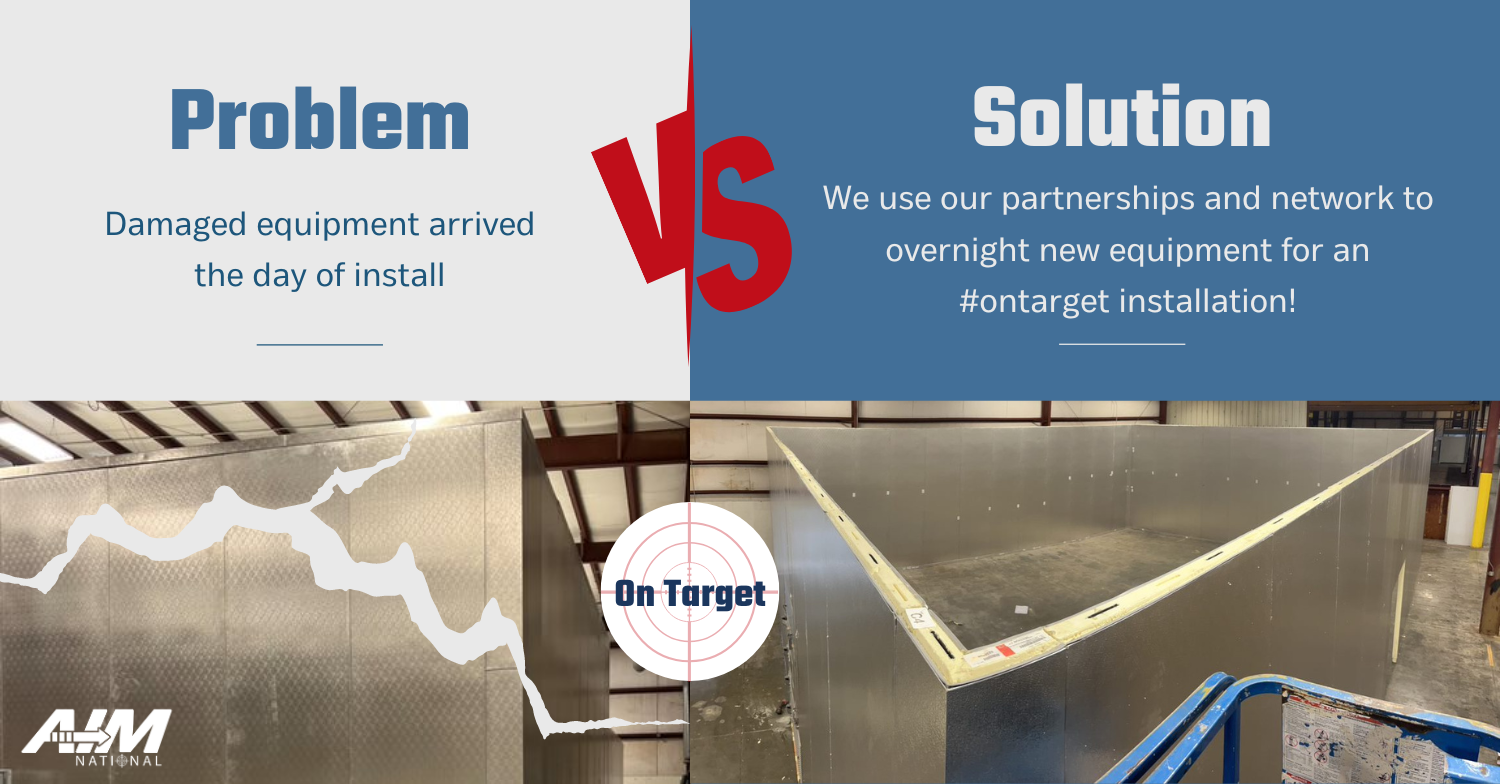 Problem
Damaged equipment arrived
the day of install
VS
Solution
We use our partnerships and network to
overnight new equipment for an
#ontarget installation!
On Target
C4
AIM
NATIONAL